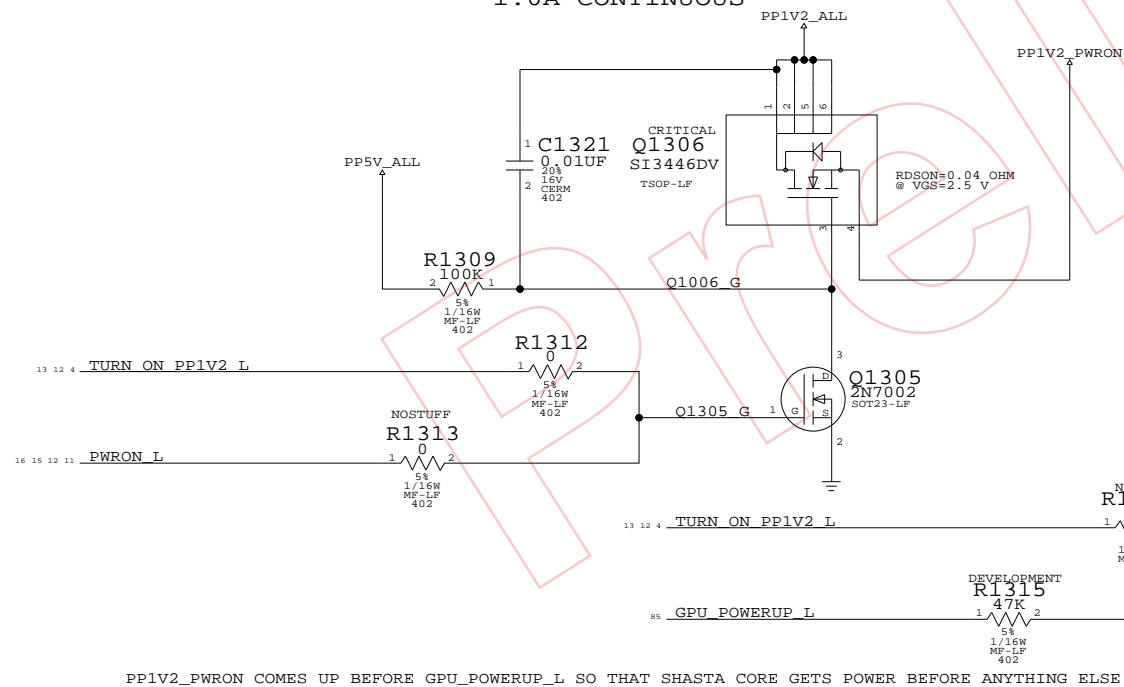 1.0A CONTINUOUS
PP1V2_ALL
PP1V2_PWRON
1 2 5 6
CRITICAL
Q1306
SI3446DV
TSOP-LF
RDSON=0.04 OHM
@ VGS=2.5 V
3 4
1
C1321
0.01UF
20%
16V
CERM
402
2
PP5V_ALL
R1309
100K
2 1
5%
1/16W
MF-LF
402
Q1006_G
R1312
0
1 2
5%
1/16W
MF-LF
402
13 12 4 TURN_ON_PP1V2_L
3
D
Q1305
2N7002
SOT23-LF
Q1305_G 1 G S
2
NOSTUFF
R1313
0
1 2
5%
1/16W
MF-LF
402
16 15 12 11 PWRON_L
13 12 4 TURN_ON_PP1V2_L
1
DEVELOPMENT
R1315
47K
1 2
5%
1/16W
MF-LF
402
85 GPU_POWERUP_L
PP1V2_PWRON COMES UP BEFORE GPU_POWERUP_L SO THAT SHASTA CORE GETS POWER BEFORE ANYTHING ELSE